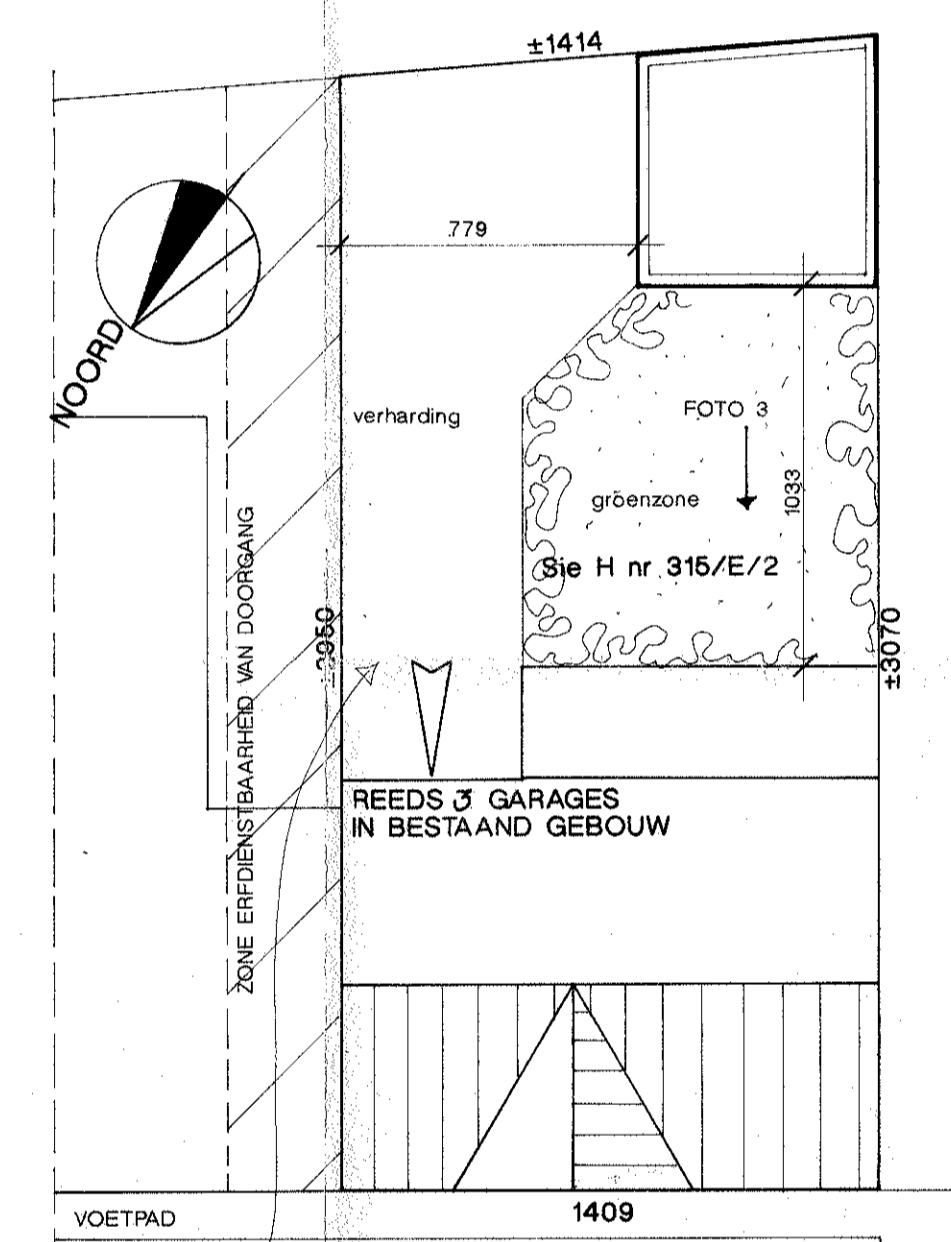 ±1414
779
NOORD
verharding
FOTO 3
1033
groenzone
Sie H nr 315/E/2
ZONE ERFDIENSTBAARHEID VAN DOORGANG
±3070
REEDS 3 GARAGES
IN BESTAAND GEBOUW
VOETPAD
1409